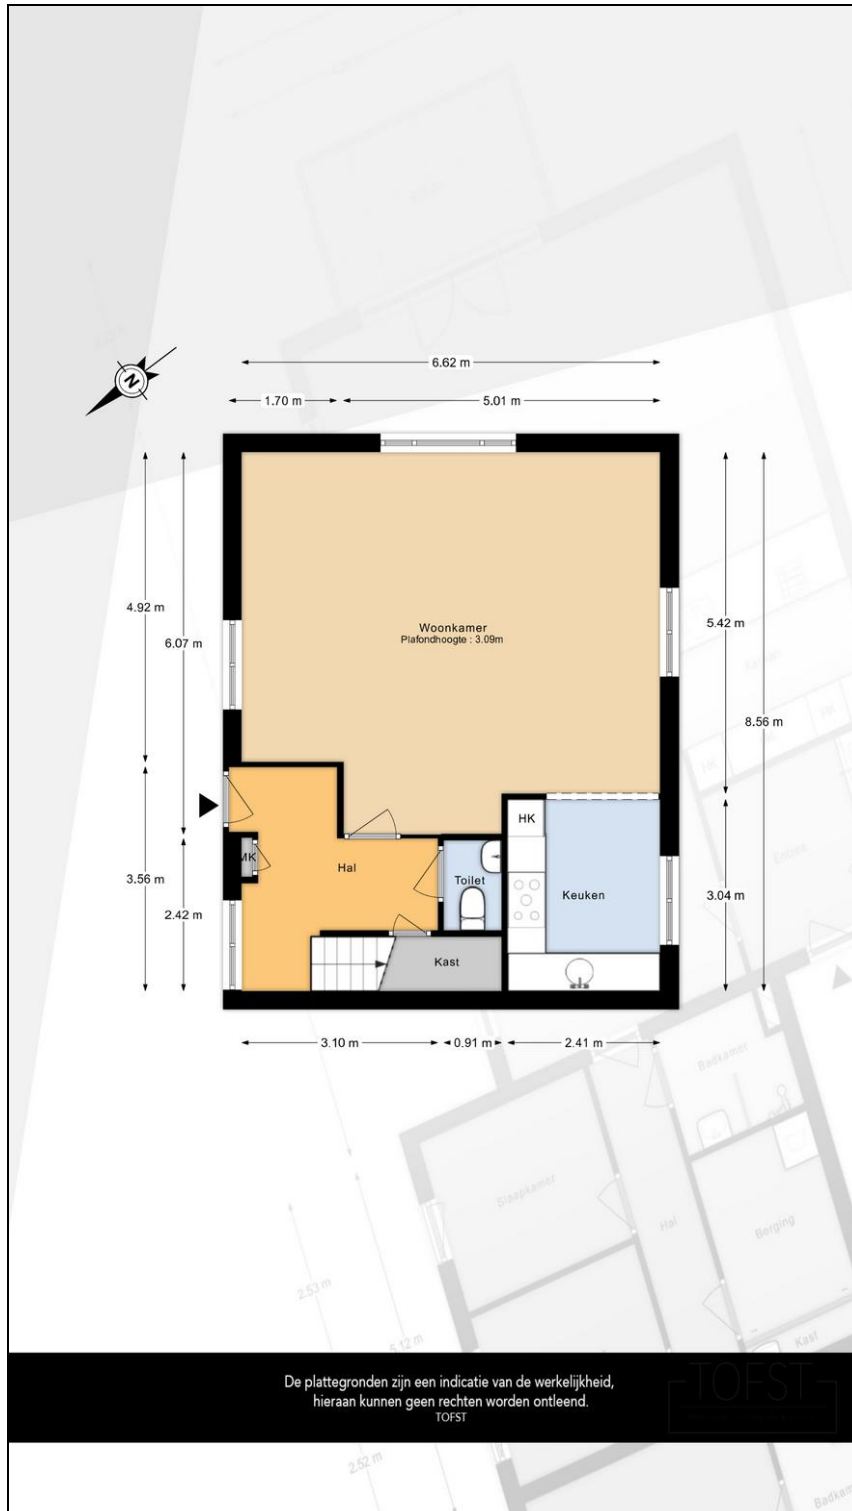 6.62 m
1.70 m
5.01 m
N
4.92 m
6.07 m
Woonkamer
Plafondhoogte : 3.09m
5.42 m
8.56 m
HK
MK
Hal
Toilet
Keuken
3.56 m
2.42 m
3.04 m
Kast
3.10 m
0.91 m
2.41 m
Badkamer
Slaapkamer
Hal
Berging
2.53 m
5.12 m
Kast
De plattegronden zijn een indicatie van de werkelijkheid,
hieraan kunnen geen rechten worden ontleend.
TOFST
TOFST
2.52 m